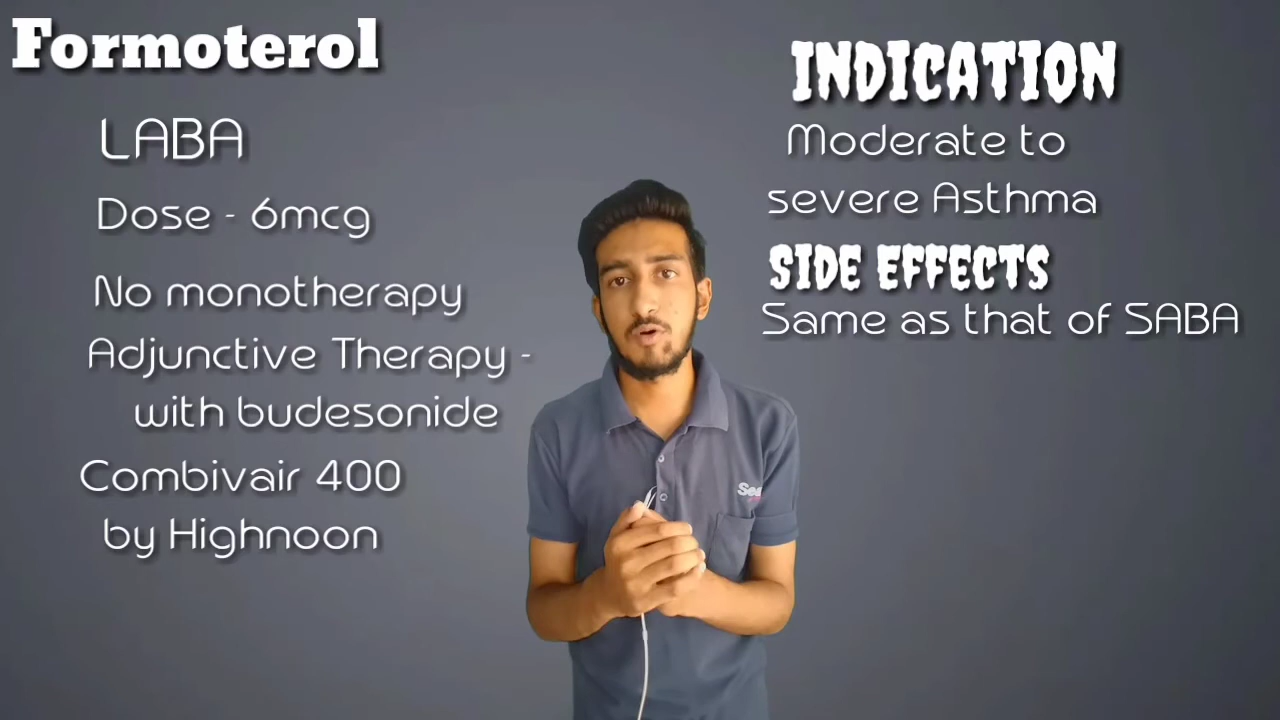 Formoterol
LABA
Dose - 6mcg
No monotherapy
Adjunctive Therapy -
with budesonide
Combivair 400
by Highnoon
INDICATION
Moderate to
severe Asthma
SIDE EFFECTS
Same as that of SABA